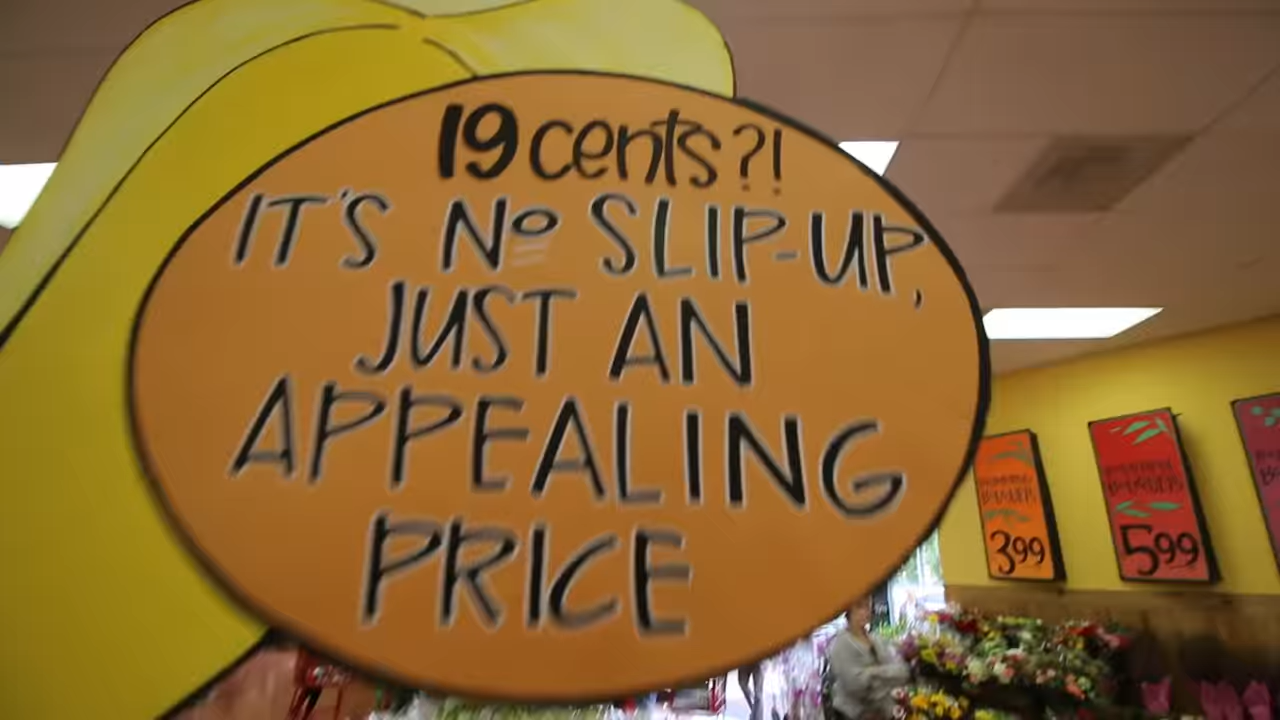 19 cents?!
IT'S No SLIP-UP,
JUST AN
APPEALING
PRICE
3.99
5.99